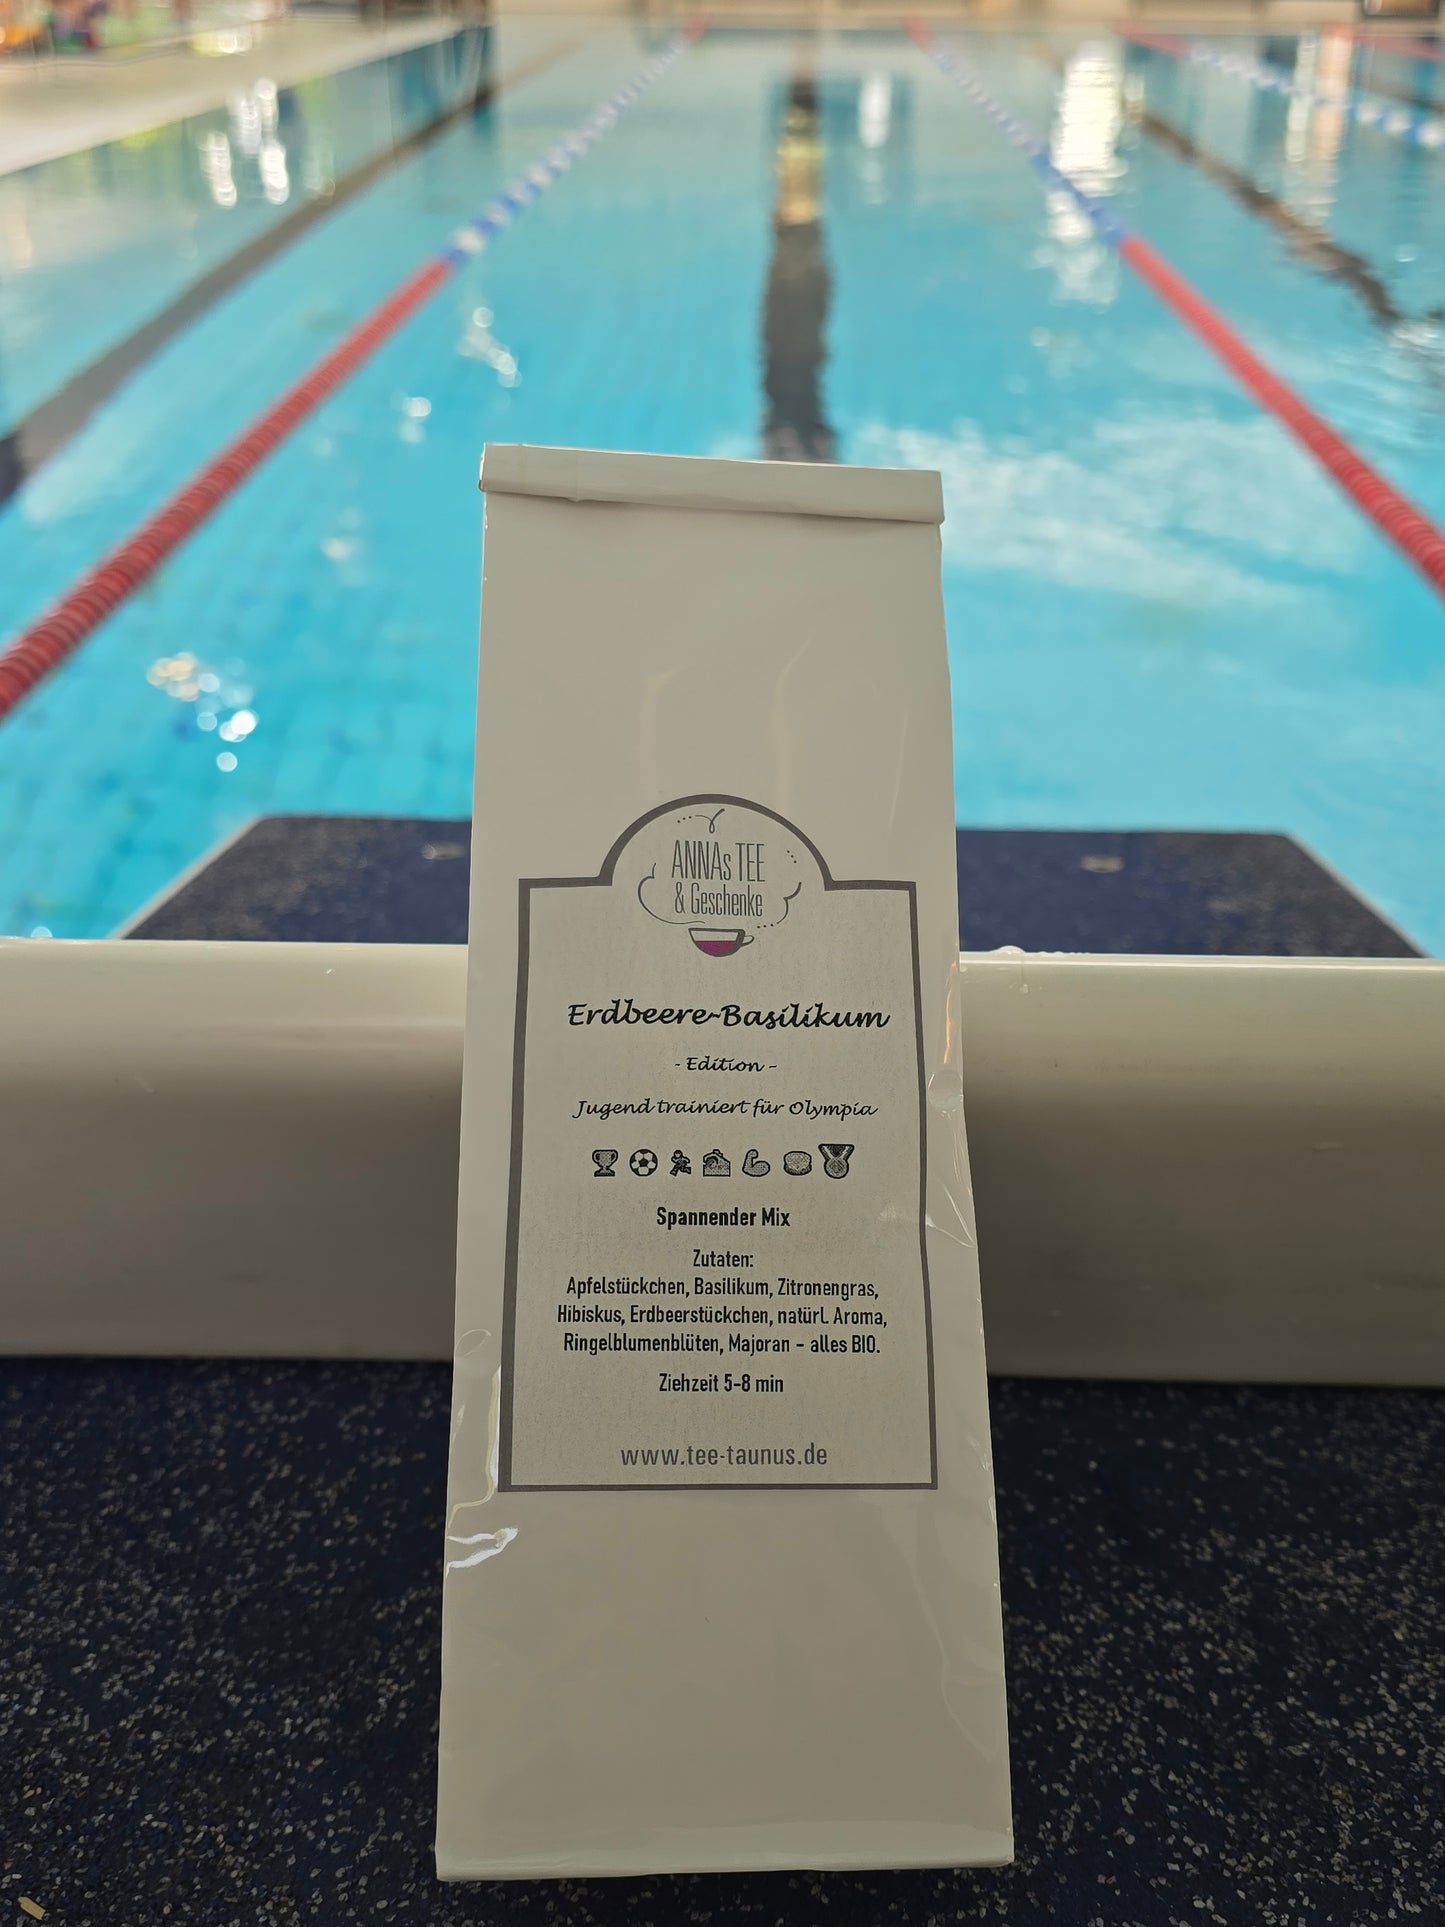 ANNAs TEE
& Geschenke
Erdbeere-Basilikum
- Edition -
Jugend trainiert für Olympia
Spannender Mix
Zutaten:
Apfelstückchen, Basilikum, Zitronengras,
Hibiskus, Erdbeerstückchen, natürl. Aroma,
Ringelblumenblüten, Majoran – alles BIO.
Ziehzeit 5-8 min
www.tee-taunus.de